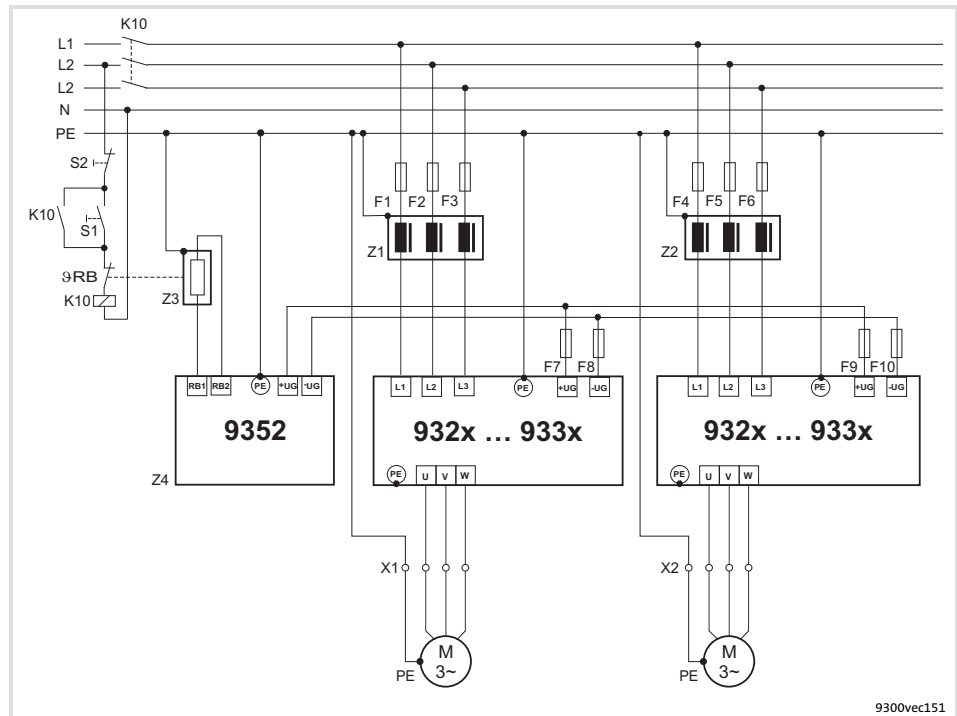 K10
L1
L2
L2
N
PE
S2
K10
S1
F1 F2 F3
F4 F5 F6
Z1
Z2
ϑRB
K10
Z3
F7 F8
F9 F10
RB1 RB2 PE +UG -UG
L1 L2 L3 PE +UG -UG
L1 L2 L3 PE +UG -UG
9352
932x … 933x
932x … 933x
Z4
PE U V W
PE U V W
X1
X2
M
3~
PE
M
3~
PE
9300vec151